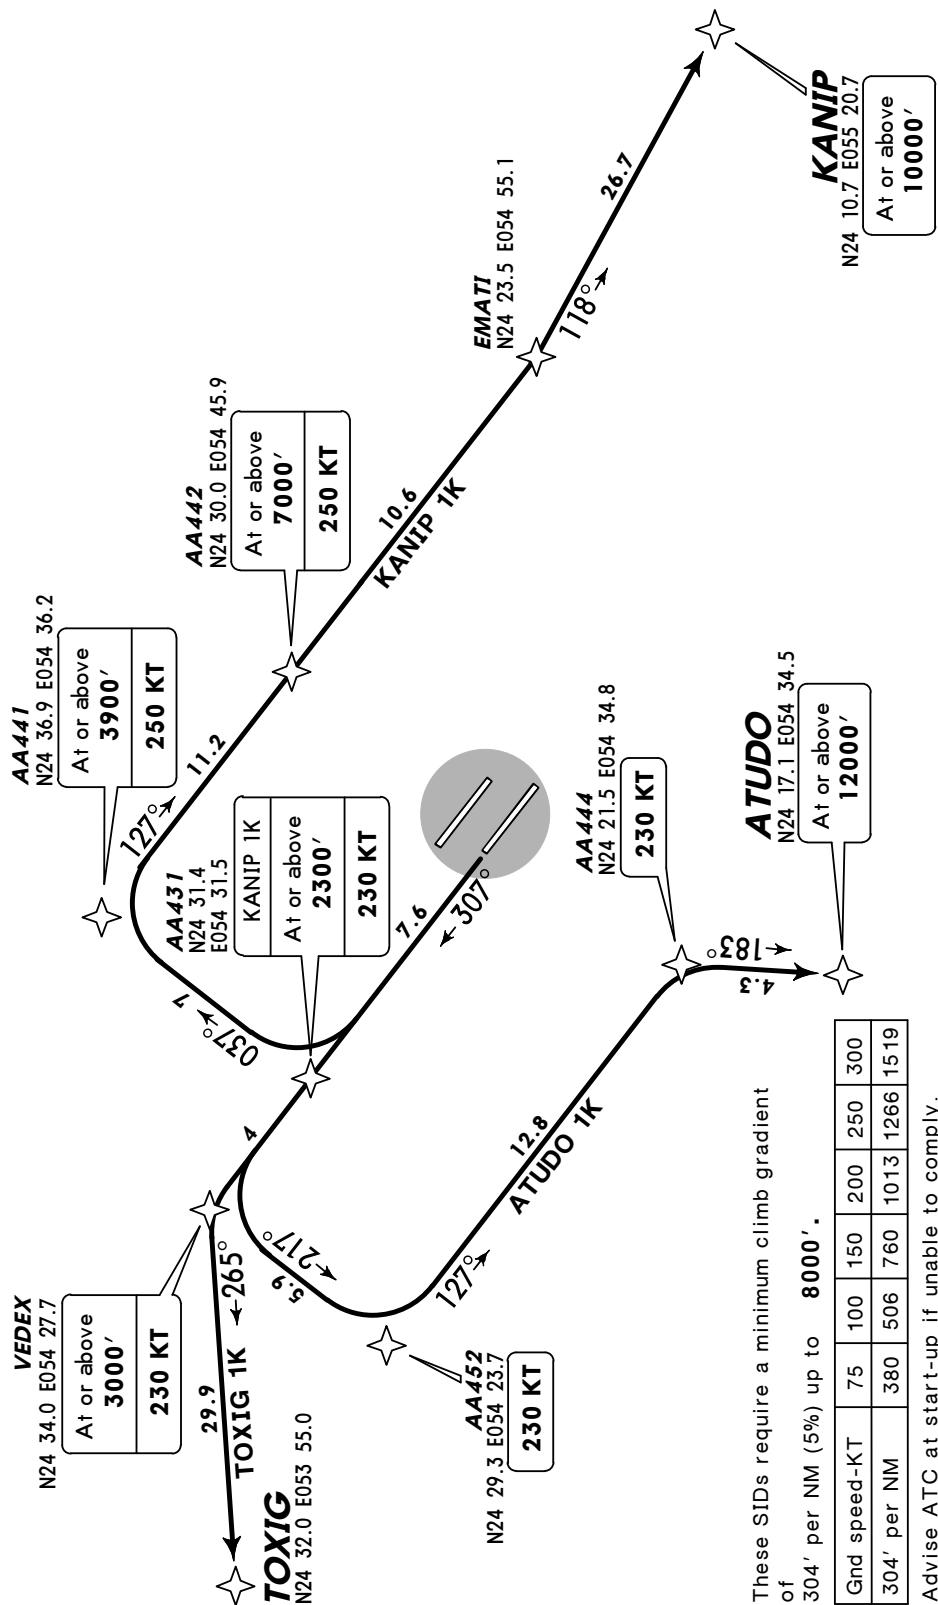 KANIP
N24 10.7 E055 20.7
At or above
10000'
26.7
118°
EMATI
N24 23.5 E054 55.1
10.6
KANIP 1K
AA442
N24 30.0 E054 45.9
At or above
7000'
250 KT
11.2
127°
AA441
N24 36.9 E054 36.2
At or above
3900'
250 KT
7
037°
AA431
N24 31.4
E054 31.5
KANIP 1K
At or above
2300'
230 KT
7.6
307°
4
VEDEX
N24 34.0 E054 27.7
At or above
3000'
230 KT
265°
29.9
TOXIG 1K
TOXIG
N24 32.0 E053 55.0
217°
5.9
AA452
N24 29.3 E054 23.7
230 KT
127°
12.8
ATUDO 1K
AA444
N24 21.5 E054 34.8
230 KT
183°
4.3
ATUDO
N24 17.1 E054 34.5
At or above
12000'
These SIDs require a minimum climb gradient
of
304' per NM (5%) up to 8000'.
Gnd speed-KT 75 100 150 200 250 300
304' per NM 380 506 760 1013 1266 1519
Advise ATC at start-up if unable to comply.